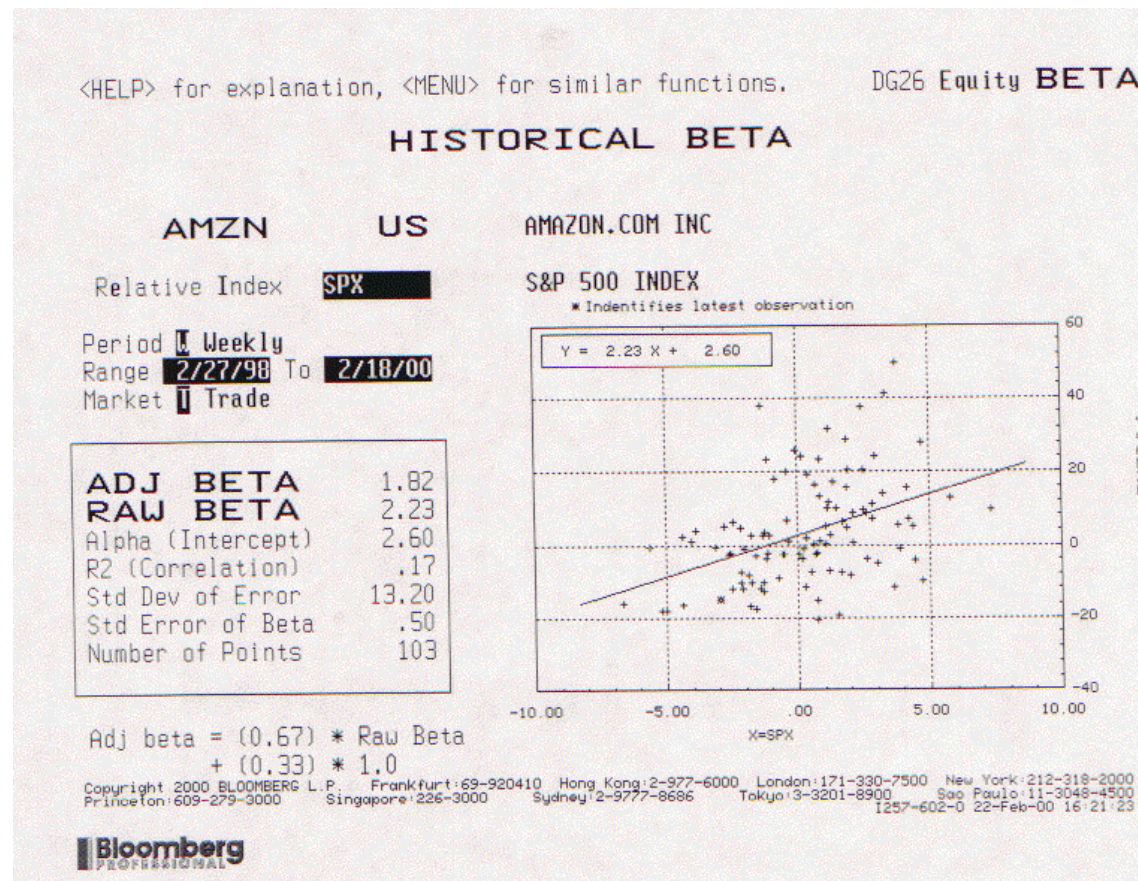 <HELP> for explanation, <MENU> for similar functions. DG26 Equity BETA
HISTORICAL BETA
AMZN US AMAZON.COM INC
Relative Index SPX S&P 500 INDEX
* Indentifies latest observation
Period W Weekly
Range 2/27/98 To 2/18/00
Market T Trade
Y = 2.23 X + 2.60
60
40
20
0
-20
-40
-10.00 -5.00 .00 5.00 10.00
X=SPX
ADJ BETA 1.82
RAW BETA 2.23
Alpha (Intercept) 2.60
R2 (Correlation) .17
Std Dev of Error 13.20
Std Error of Beta .50
Number of Points 103
Adj beta = (0.67) * Raw Beta
+ (0.33) * 1.0
Copyright 2000 BLOOMBERG L.P. Frankfurt:69-920410 Hong Kong:2-977-6000 London:171-330-7500 New York:212-318-2000
Princeton:609-279-3000 Singapore:226-3000 Sydney:2-9777-8686 Tokyo:3-3201-8900 Sao Paulo:11-3048-4500
I257-602-0 22-Feb-00 16:21:23
Bloomberg
PROFESSIONAL